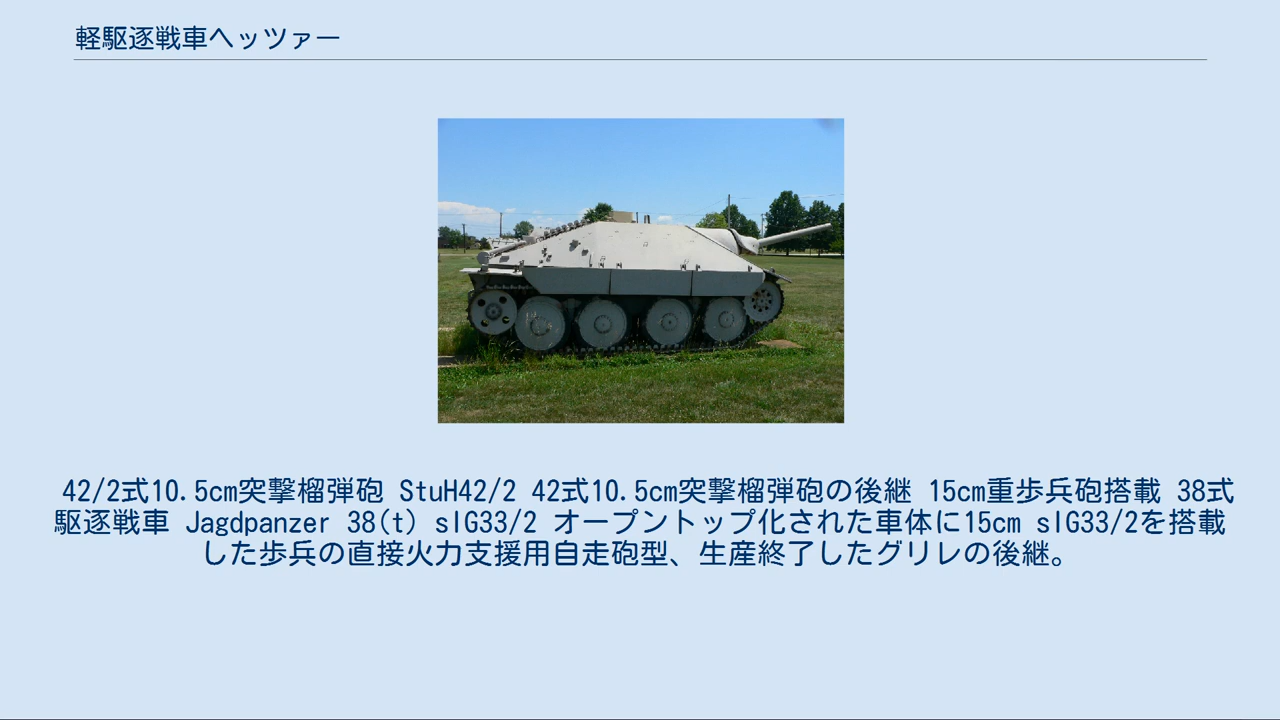 軽駆逐戦車ヘッツァー
42/2式10.5cm突撃榴弾砲 StuH42/2 42式10.5cm突撃榴弾砲の後継 15cm重歩兵砲搭載 38式
駆逐戦車 Jagdpanzer 38(t) sIG33/2 オープントップ化された車体に15cm sIG33/2を搭載
した歩兵の直接火力支援用自走砲型、生産終了したグリレの後継。